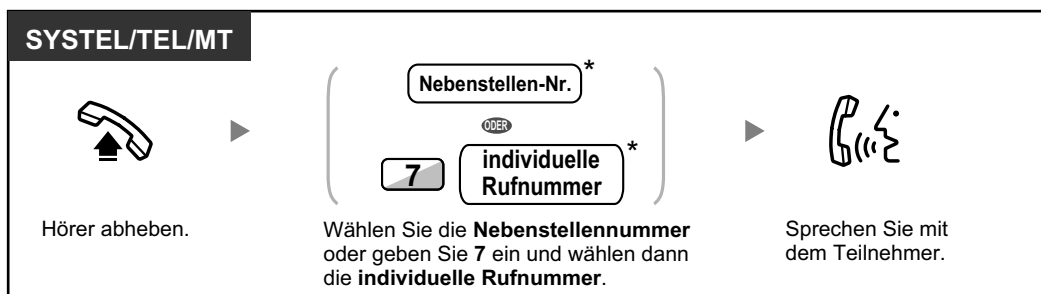 SYSTEL/TEL/MT
Nebenstellen-Nr.*
ODER
7 individuelle
Rufnummer*
Hörer abheben.
Wählen Sie die Nebenstellennummer
oder geben Sie 7 ein und wählen dann
die individuelle Rufnummer.
Sprechen Sie mit
dem Teilnehmer.